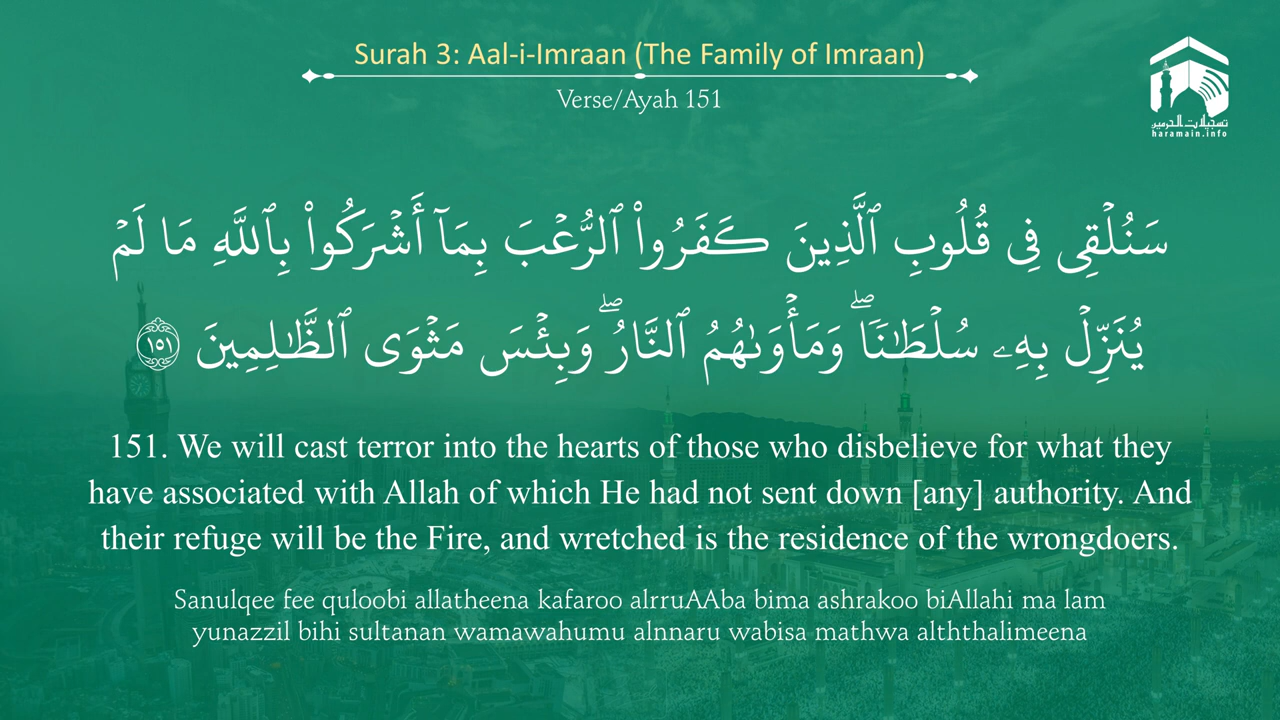 Surah 3: Aal-i-Imraan (The Family of Imraan)
Verse/Ayah 151
تسجيلات الحرمين
haramain.info
سَنُلْقِى فِى قُلُوبِ ٱلَّذِينَ كَفَرُوا۟ ٱلرُّعْبَ بِمَآ أَشْرَكُوا۟ بِٱللَّهِ مَا لَمْ
يُنَزِّلْ بِهِۦ سُلْطَـٰنًۭا ۖ وَمَأْوَىٰهُمُ ٱلنَّارُ ۖ وَبِئْسَ مَثْوَى ٱلظَّـٰلِمِينَ ١٥١
151. We will cast terror into the hearts of those who disbelieve for what they
have associated with Allah of which He had not sent down [any] authority. And
their refuge will be the Fire, and wretched is the residence of the wrongdoers.
Sanulqee fee quloobi allatheena kafaroo alrruAAba bima ashrakoo biAllahi ma lam
yunazzil bihi sultanan wamawahumu alnnaru wabisa mathwa alththalimeena